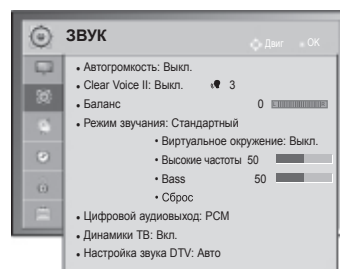 ЗВУК
Двиг OK
• Автогромкость: Выкл.
• Clear Voice II: Выкл. 3
• Баланс 0
• Режим звучания: Стандартный
• Виртуальное окружение: Выкл.
• Высокие частоты 50
• Bass 50
• Сброс
• Цифровой аудиовыход: PCM
• Динамики ТВ: Вкл.
• Настройка звука DTV: Авто